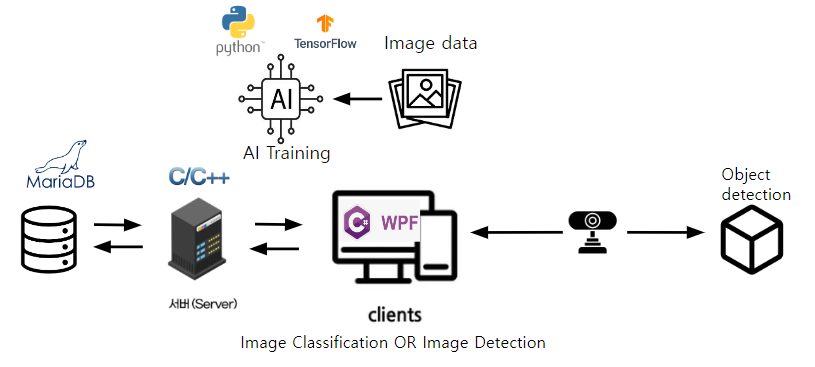 python
TensorFlow
Image data
AI
AI Training
MariaDB
C/C++
Object
detection
C#
WPF
서버(Server)
clients
Image Classification OR Image Detection